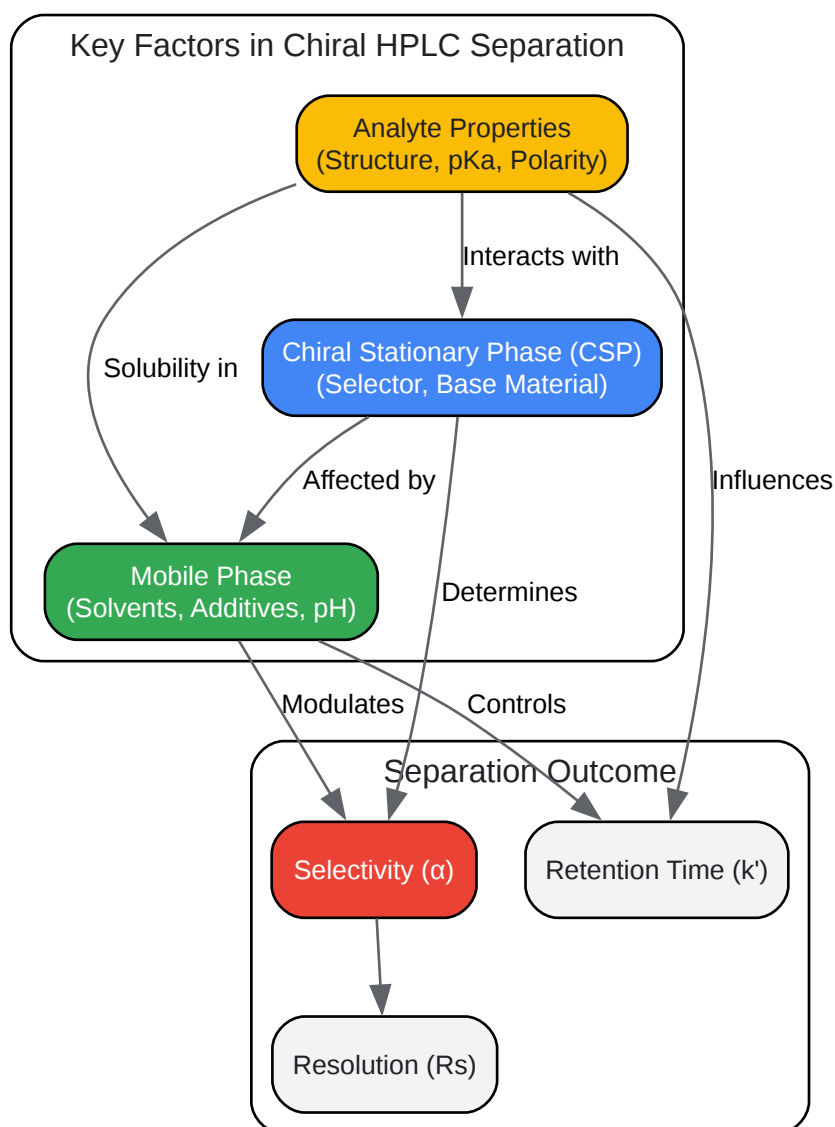 Key Factors in Chiral HPLC Separation
Analyte Properties
(Structure, pKa, Polarity)
Interacts with
Chiral Stationary Phase (CSP)
(Selector, Base Material)
Solubility in
Affected by
Influences
Mobile Phase
(Solvents, Additives, pH)
Determines
Modulates
Controls
Separation Outcome
Selectivity (α)
Retention Time (k')
Resolution (Rs)